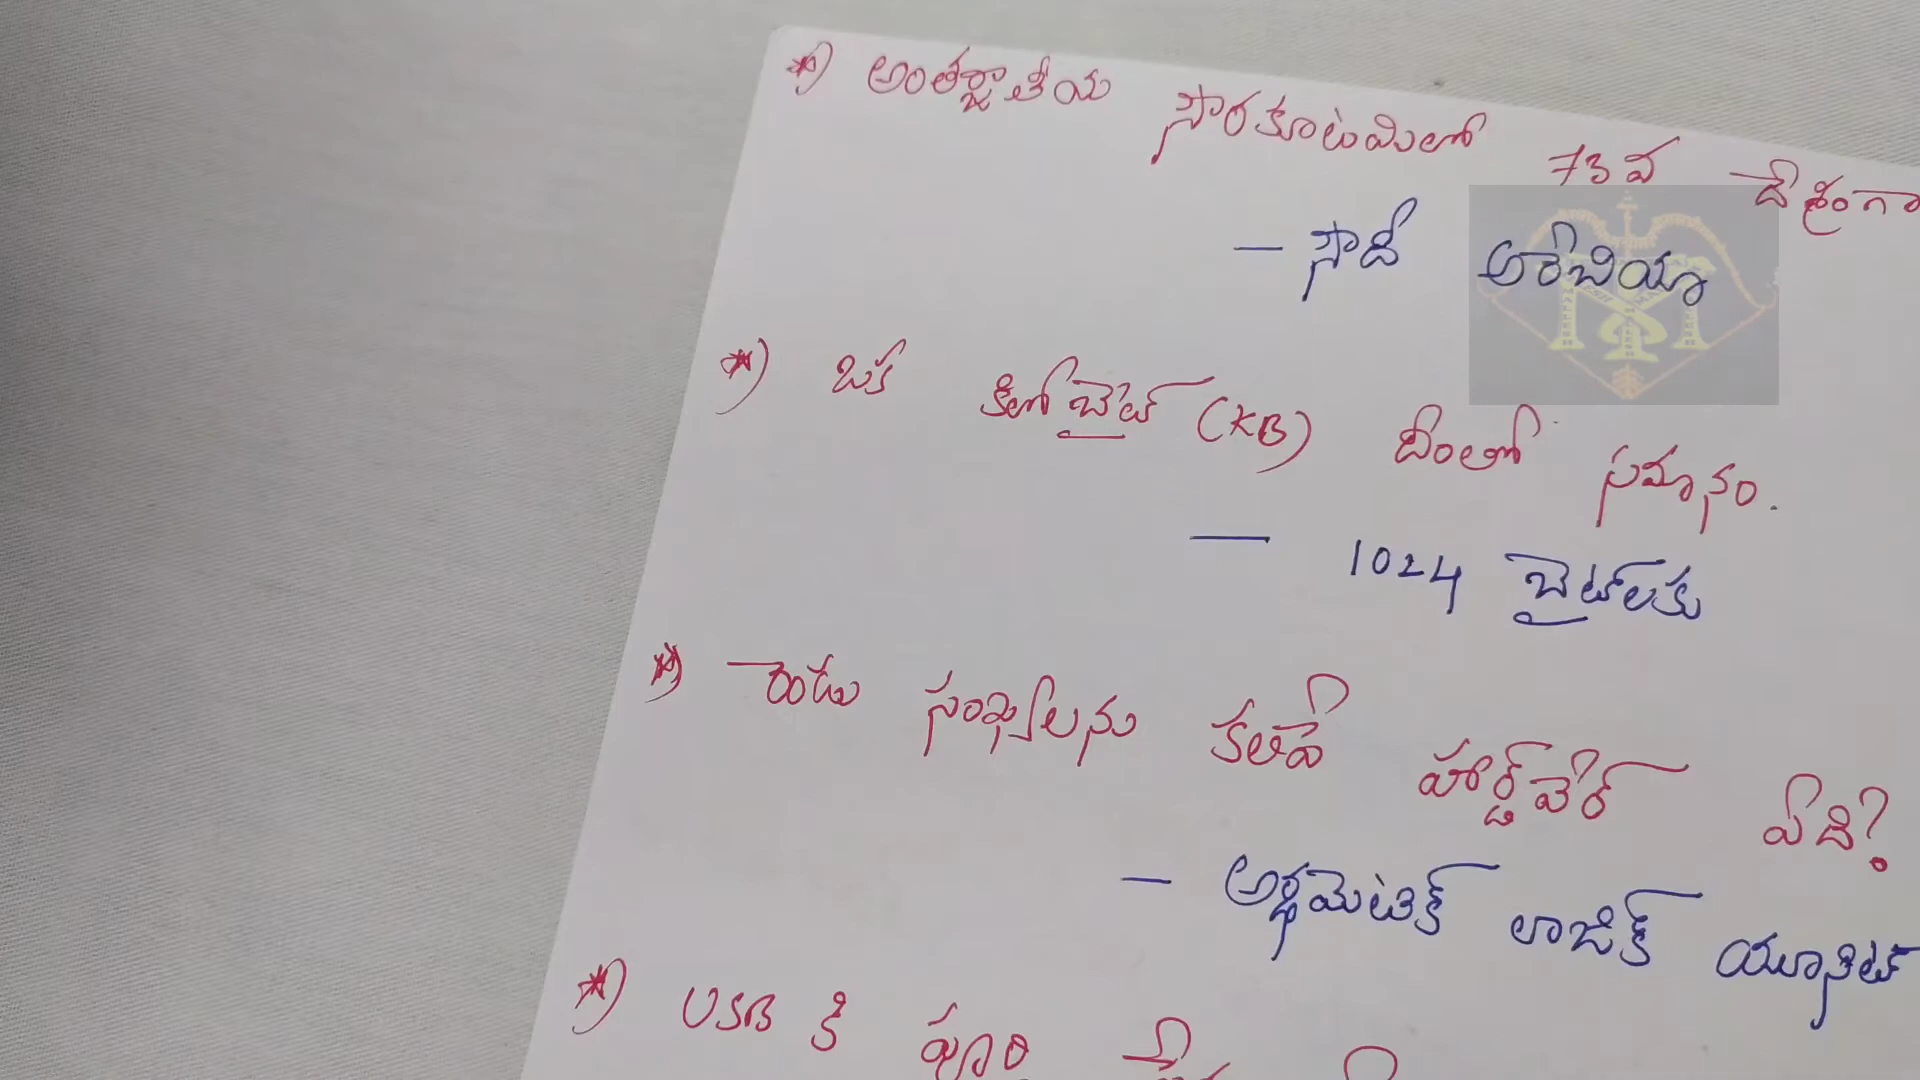 *) అంతర్జాతీయ సౌరకూటమిలో 73వ దేశంగా
— సౌదీ అరేబియా
*) ఒక కిలోబైట్ (KB) దీంతో సమానం.
— 1024 బైట్‌లకు
*) రెండు సంఖ్యలను కలిపే హార్డ్‌వేర్ ఏది?
— అర్థమెటిక్ లాజిక్ యూనిట్
*) USB కి పూర్తి